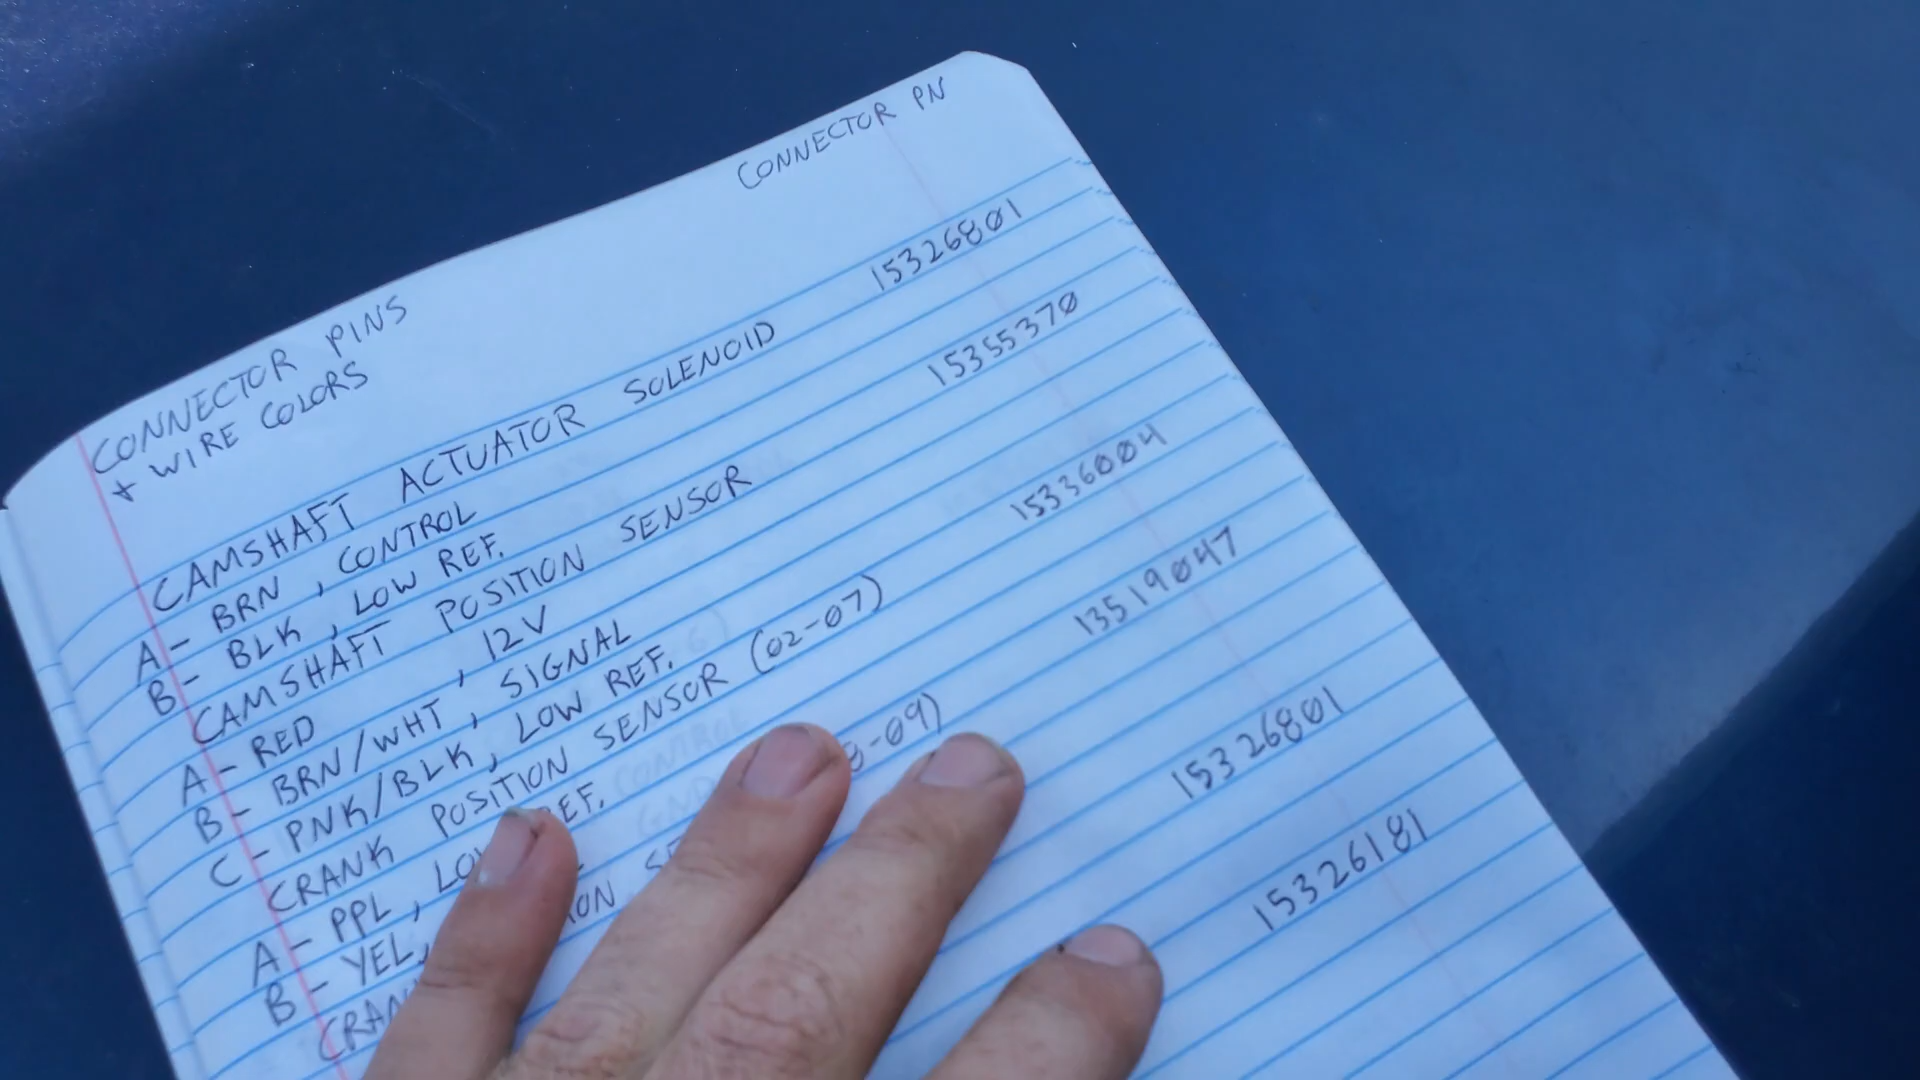 CONNECTOR PN
CONNECTOR PINS
+ WIRE COLORS
CAMSHAFT ACTUATOR SOLENOID 15326801
A - BRN, CONTROL
B - BLK, LOW REF.
CAMSHAFT POSITION SENSOR 15355370
A - RED, 12V
B - BRN/WHT, SIGNAL
C - PNK/BLK, LOW REF.
CRANK POSITION SENSOR (02-07) 15336004
A - PPL, REF.
B - YEL,
-09) 13519047
15326801
15326181